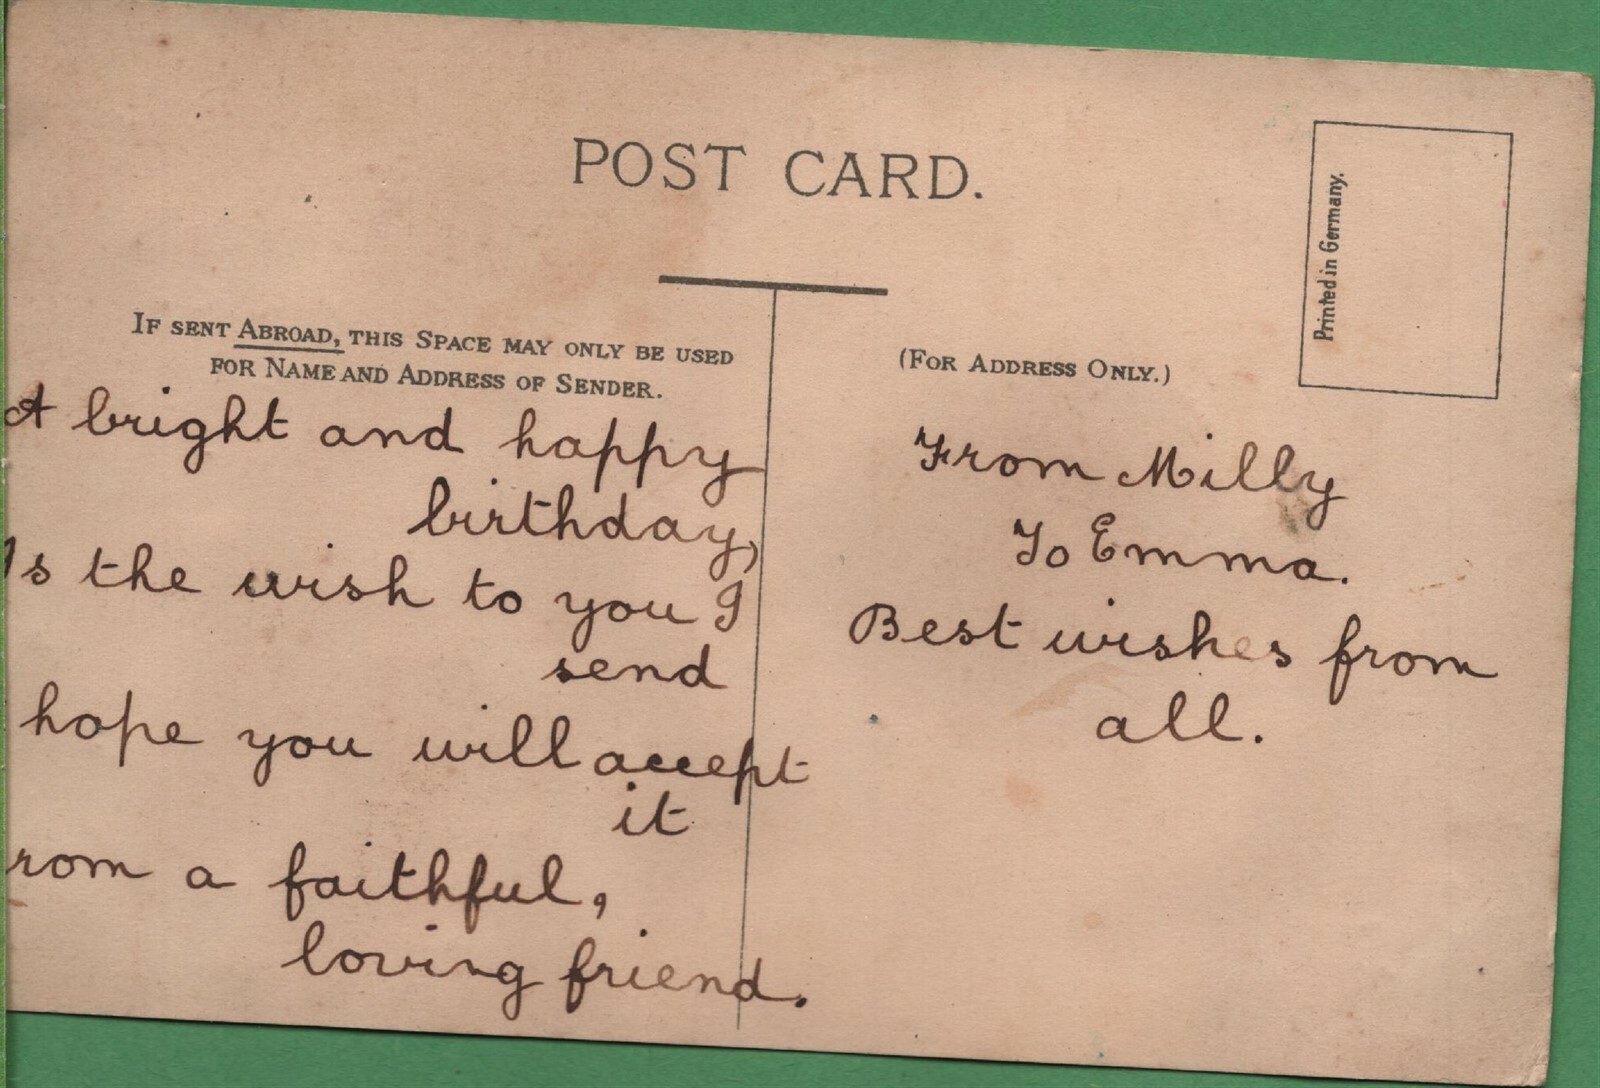 POST CARD.
Printed in Germany.
IF SENT ABROAD, THIS SPACE MAY ONLY BE USED
FOR NAME AND ADDRESS OF SENDER.
A bright and happy
birthday,
Is the wish to you I
send
hope you will accept
it
rom a faithful,
loving friend.
(FOR ADDRESS ONLY.)
From Milly
To Emma.
Best wishes from
all.